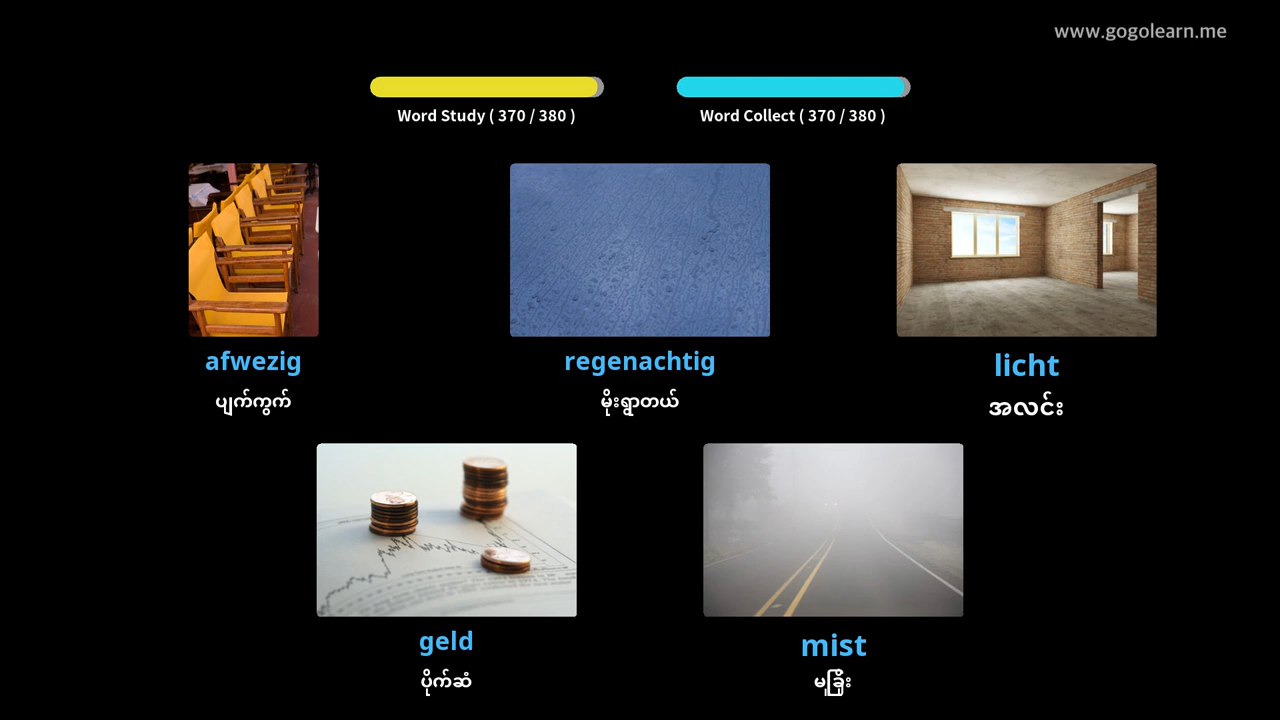 www.gogolearn.me
Word Study ( 370 / 380 )
Word Collect ( 370 / 380 )
afwezig
ပျက်ကွက်
regenachtig
မိုးရွာတယ်
licht
အလင်း
geld
ပိုက်ဆံ
mist
မခြိုး